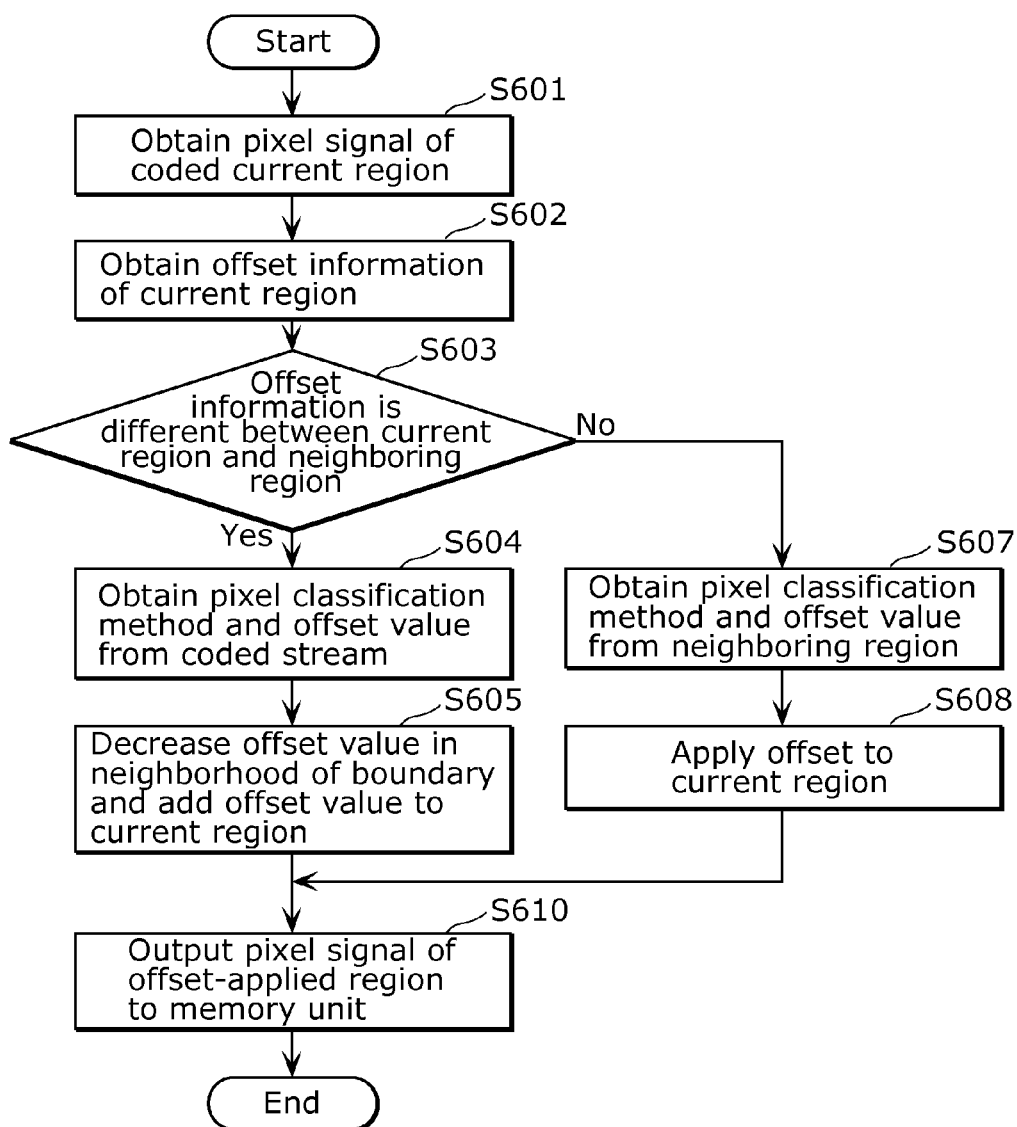 Start
S601
Obtain pixel signal of
coded current region
S602
Obtain offset information
of current region
S603
Offset
information is
different between current
region and neighboring
region
No
Yes
S604
Obtain pixel classification
method and offset value
from coded stream
S607
Obtain pixel classification
method and offset value
from neighboring region
S605
Decrease offset value in
neighborhood of boundary
and add offset value to
current region
S608
Apply offset to
current region
S610
Output pixel signal of
offset-applied region
to memory unit
End